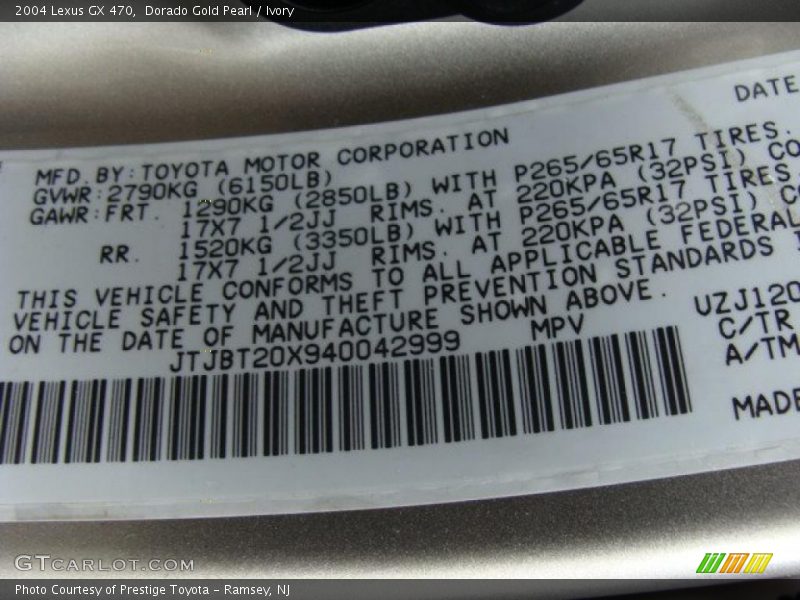 2004 Lexus GX 470, Dorado Gold Pearl / Ivory
DATE
MFD.BY:TOYOTA MOTOR CORPORATION
GVWR:2790KG (6150LB)
GAWR:FRT. 1290KG (2850LB) WITH P265/65R17 TIRES.
17X7 1/2JJ RIMS. AT 220KPA (32PSI) CO
RR. 1520KG (3350LB) WITH P265/65R17 TIRES.
17X7 1/2JJ RIMS. AT 220KPA (32PSI) C
THIS VEHICLE CONFORMS TO ALL APPLICABLE FEDERAL
VEHICLE SAFETY AND THEFT PREVENTION STANDARDS
ON THE DATE OF MANUFACTURE SHOWN ABOVE.
JTJBT20X940042999 MPV
UZJ120
C/TR
A/TM
MADE
GTCARLOT.COM
Photo Courtesy of Prestige Toyota - Ramsey, NJ